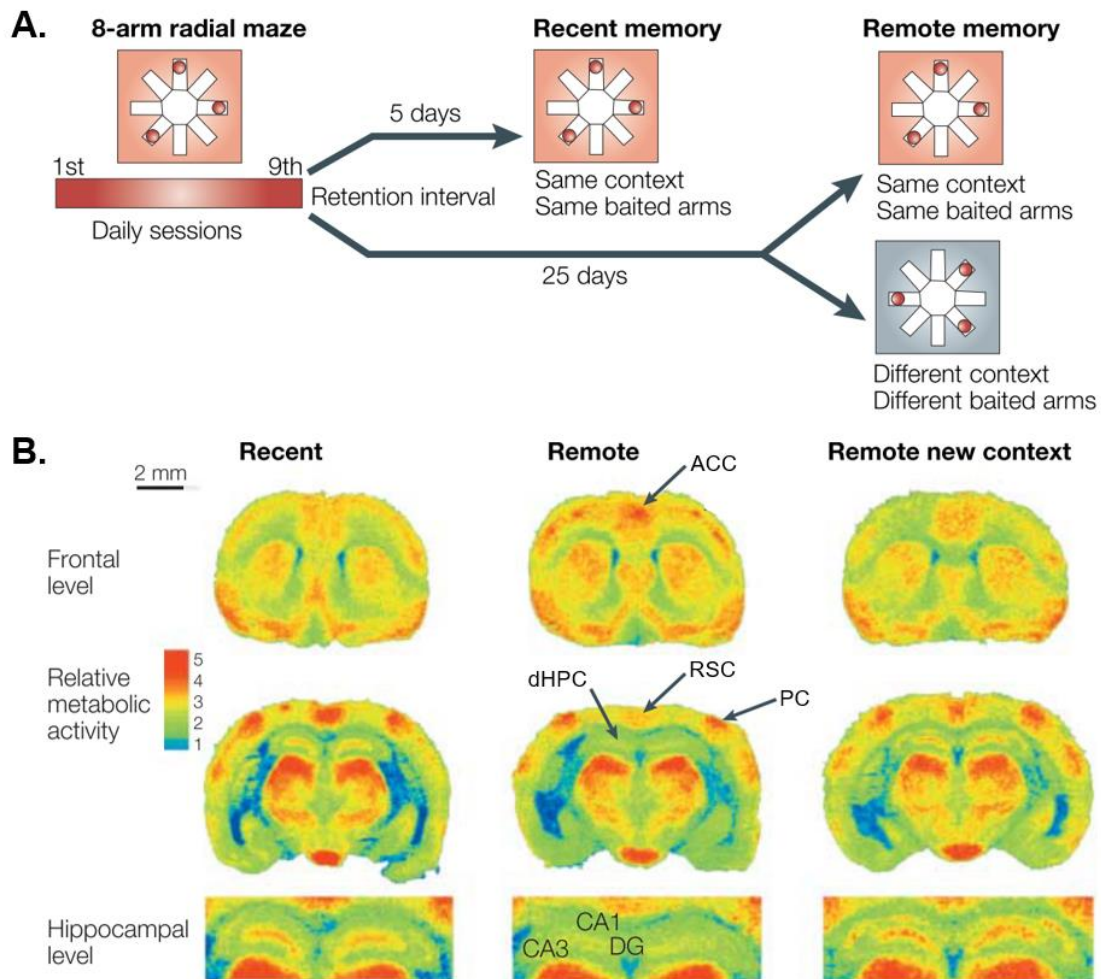 A.
8-arm radial maze
Recent memory
Remote memory
5 days
1st
9th
Retention interval
Daily sessions
Same context
Same baited arms
Same context
Same baited arms
25 days
Different context
Different baited arms
B.
Recent
Remote
Remote new context
2 mm
ACC
Frontal
level
Relative
metabolic
activity
5
4
3
2
1
dHPC
RSC
PC
Hippocampal
level
CA1
CA3
DG